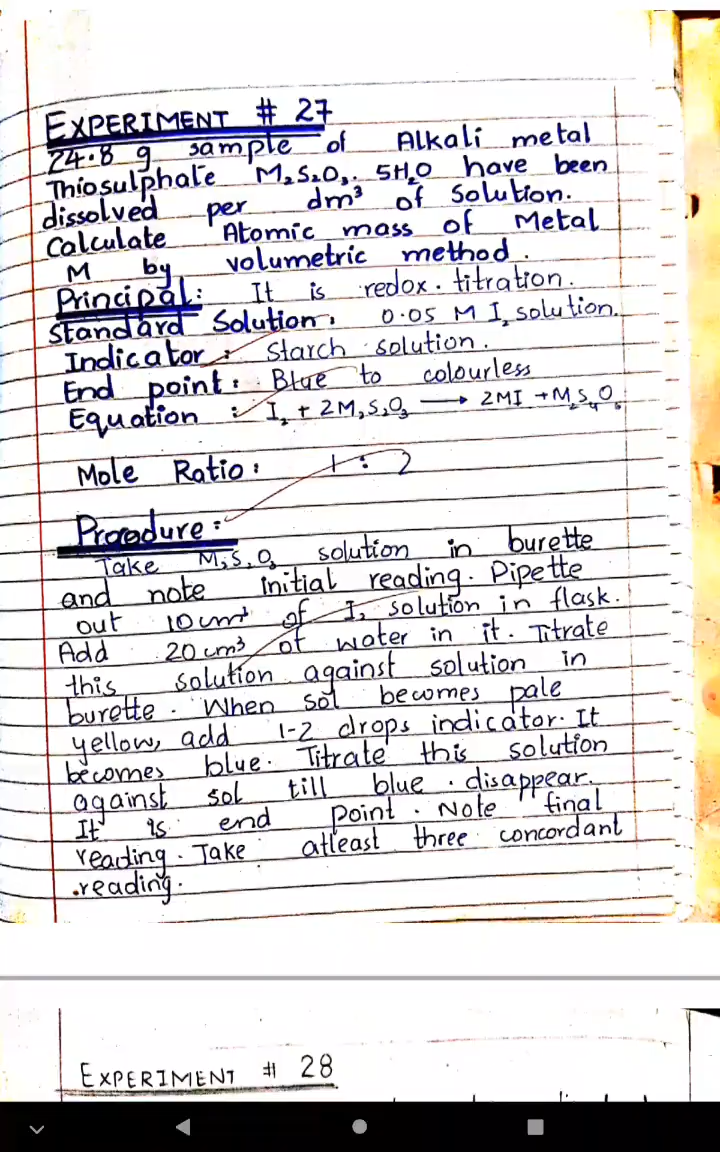 EXPERIMENT # 27
24.8 g sample of Alkali metal
Thiosulphate M₂S₂O₃. 5H₂O have been
dissolved per dm³ of solution.
Calculate Atomic mass of Metal
M by volumetric method.
Principal: It is redox. titration.
Standard Solution: 0.05 M I₂ solution.
Indicator: Starch solution.
End point: Blue to colourless
Equation: I₂ + 2M₂S₂O₃ → 2MI + M₂S₄O₆
Mole Ratio: 1 : 2
Procedure:
Take M₂S₂O₃ solution in burette
and note initial reading. Pipette
out 10 cm³ of I₂ solution in flask.
Add 20 cm³ of water in it. Titrate
this solution against solution in
burette. When sol becomes pale
yellow, add 1-2 drops indicator. It
becomes blue. Titrate this solution
against sol till blue . disappear.
It is end point. Note final
reading. Take atleast three concordant
.reading.
EXPERIMENT # 28